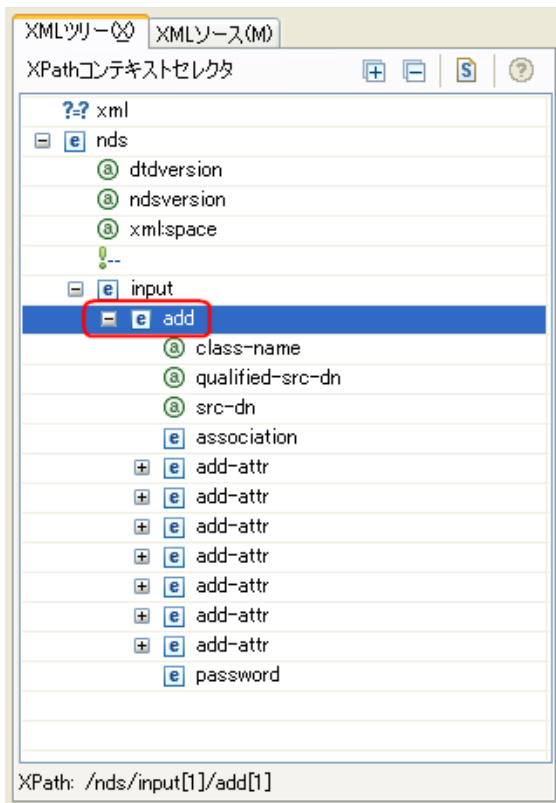 XMLツリー(X) XMLソース(M)
XPathコンテキストセレクタ
xml
nds
dtdversion
ndsversion
xml:space
!--
input
add
class-name
qualified-src-dn
src-dn
association
add-attr
add-attr
add-attr
add-attr
add-attr
add-attr
add-attr
password
XPath: /nds/input[1]/add[1]